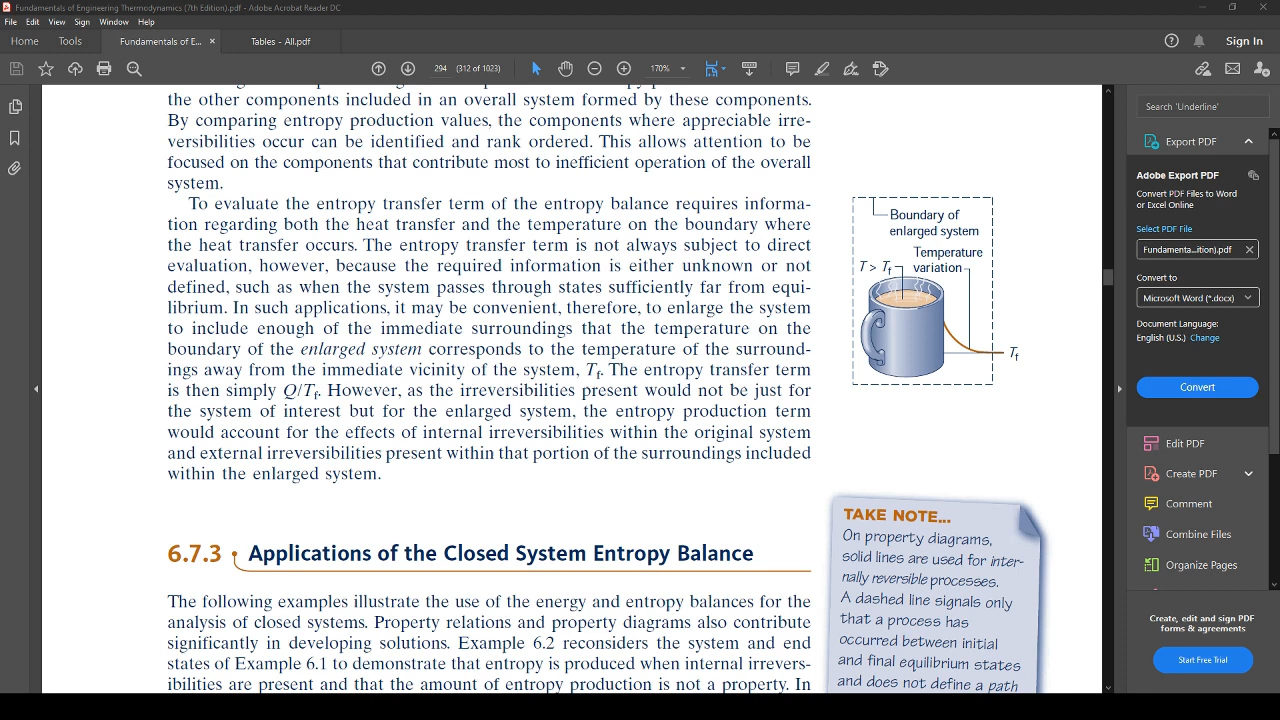 Fundamentals of Engineering Thermodynamics (7th Edition).pdf - Adobe Acrobat Reader DC
File Edit View Sign Window Help
Home Tools Fundamentals of E... × Tables - All.pdf Sign In
294 (312 of 1023) 170%
the other components included in an overall system formed by these components.
By comparing entropy production values, the components where appreciable irre-
versibilities occur can be identified and rank ordered. This allows attention to be
focused on the components that contribute most to inefficient operation of the overall
system.
To evaluate the entropy transfer term of the entropy balance requires informa-
tion regarding both the heat transfer and the temperature on the boundary where
the heat transfer occurs. The entropy transfer term is not always subject to direct
evaluation, however, because the required information is either unknown or not
defined, such as when the system passes through states sufficiently far from equi-
librium. In such applications, it may be convenient, therefore, to enlarge the system
to include enough of the immediate surroundings that the temperature on the
boundary of the enlarged system corresponds to the temperature of the surround-
ings away from the immediate vicinity of the system, Tf. The entropy transfer term
is then simply Q/Tf. However, as the irreversibilities present would not be just for
the system of interest but for the enlarged system, the entropy production term
would account for the effects of internal irreversibilities within the original system
and external irreversibilities present within that portion of the surroundings included
within the enlarged system.
Boundary of
enlarged system
Temperature
variation
T > Tf
Tf
6.7.3 Applications of the Closed System Entropy Balance
The following examples illustrate the use of the energy and entropy balances for the
analysis of closed systems. Property relations and property diagrams also contribute
significantly in developing solutions. Example 6.2 reconsiders the system and end
states of Example 6.1 to demonstrate that entropy is produced when internal irrevers-
ibilities are present and that the amount of entropy production is not a property. In
TAKE NOTE...
On property diagrams,
solid lines are used for inter-
nally reversible processes.
A dashed line signals only
that a process has
occurred between initial
and final equilibrium states
and does not define a path
Search 'Underline'
Export PDF
Adobe Export PDF
Convert PDF Files to Word
or Excel Online
Select PDF File
Fundamenta...ition).pdf
Convert to
Microsoft Word (*.docx)
Document Language:
English (U.S.) Change
Convert
Edit PDF
Create PDF
Comment
Combine Files
Organize Pages
Create, edit and sign PDF
forms & agreements
Start Free Trial